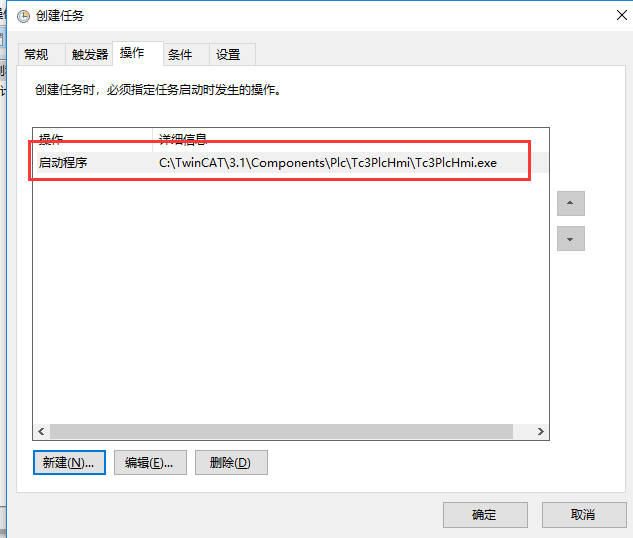 创建任务
常规 触发器 操作 条件 设置
创建任务时，必须指定任务启动时发生的操作。
操作 详细信息
启动程序 C:\TwinCAT\3.1\Components\Plc\Tc3PlcHmi\Tc3PlcHmi.exe
新建(N)... 编辑(E)... 删除(D)
确定 取消